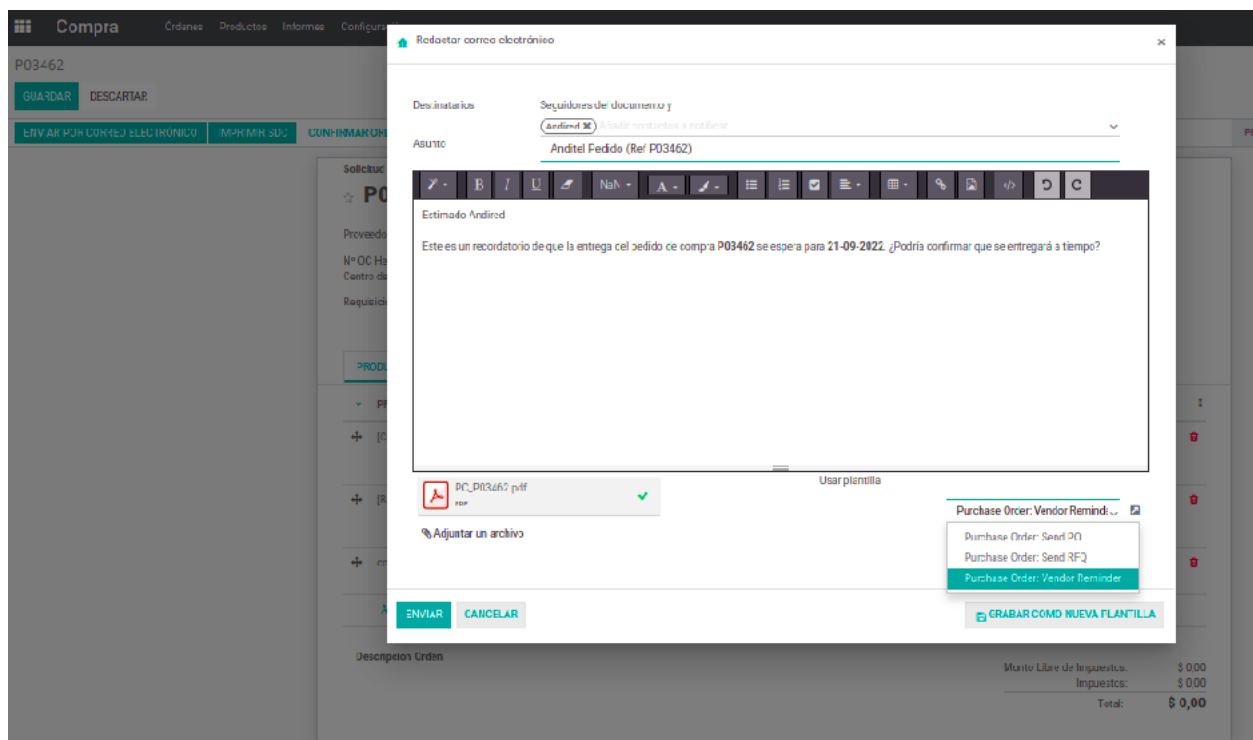 Compra
Órdenes Productos Informes
P03462
GUARDAR DESCARTAR
ENVIAR POR CORREO ELECTRÓNICO IMPRIMIR SDC
Redactar correo electrónico
×
Destinatarios
Seguidores del documento y
Andired Añadir contactos a notificar
Asunto
Anditel Pedido (Ref P03462)
B I U NaN A
Estimado Andired
Este es un recordatorio de que la entrega del pedido de compra P03462 se espera para 21-09-2022. ¿Podría confirmar que se entregará a tiempo?
PO_P03462.pdf
PDF
Usar plantilla
Adjuntar un archivo
Purchase Order: Vendor
Purchase Order: Send PO
Purchase Order: Send RFQ
Purchase Order: Vendor Reminder
ENVIAR CANCELAR
GRABAR COMO NUEVA PLANTILLA
Descripcion Orden
Monto Libre de Impuestos: $ 0,00
Impuestos: $ 0,00
Total: $ 0,00